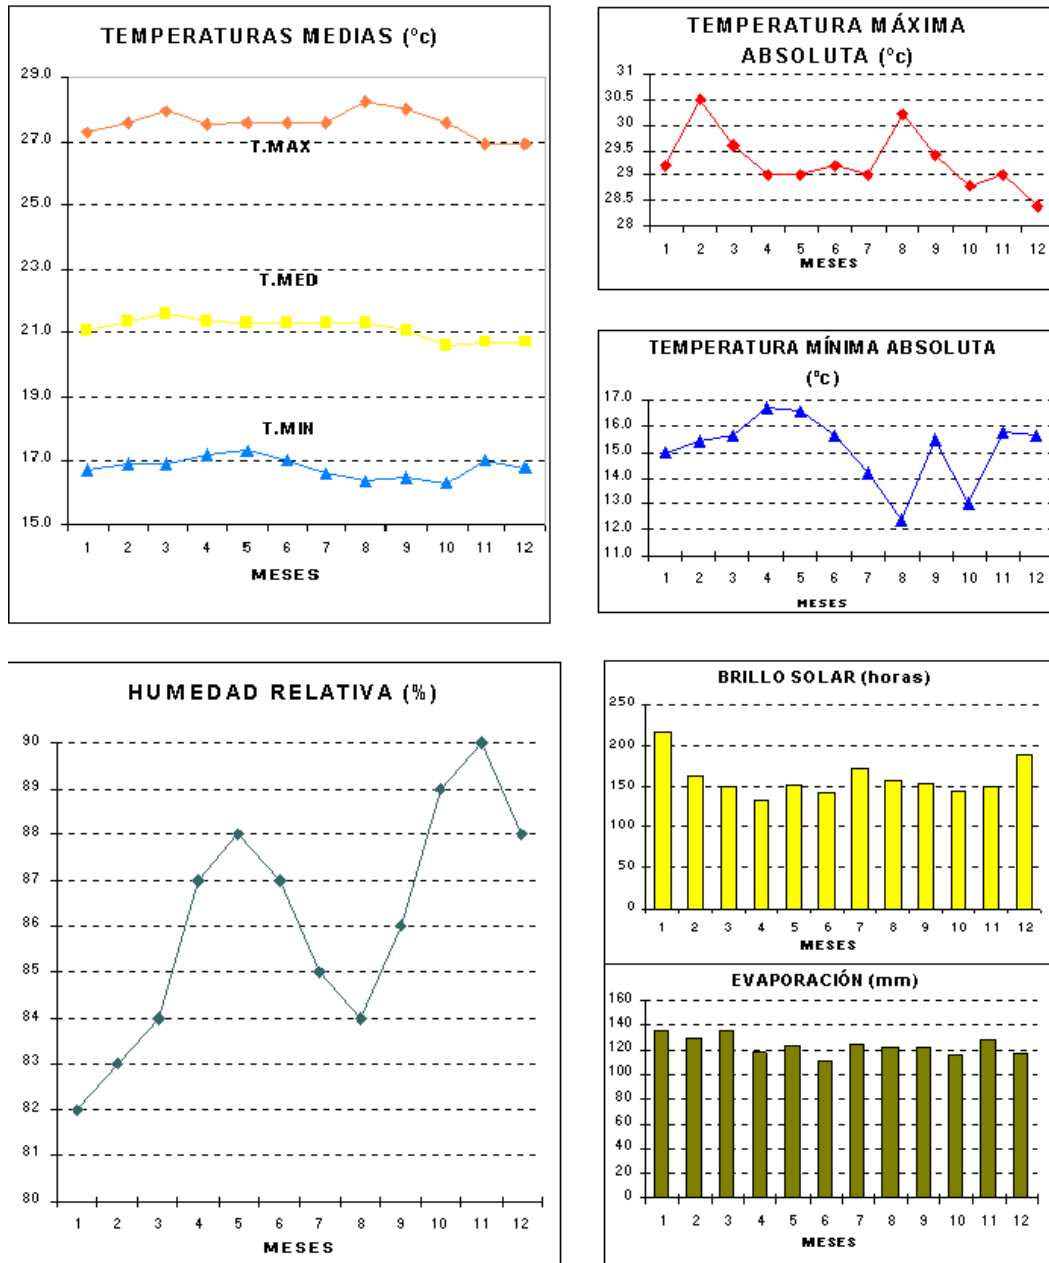 TEMPERATURAS MEDIAS (ºc)
29.0
27.0
25.0
23.0
21.0
19.0
17.0
15.0
T.MAX
T.MED
T.MIN
1 2 3 4 5 6 7 8 9 10 11 12
MESES
TEMPERATURA MÁXIMA
ABSOLUTA (ºc)
31
30.5
30
29.5
29
28.5
28
1 2 3 4 5 6 7 8 9 10 11 12
MESES
TEMPERATURA MÍNIMA ABSOLUTA
(ºc)
17.0
16.0
15.0
14.0
13.0
12.0
11.0
1 2 3 4 5 6 7 8 9 10 11 12
MESES
HUMEDAD RELATIVA (%)
90
89
88
87
86
85
84
83
82
81
80
1 2 3 4 5 6 7 8 9 10 11 12
MESES
BRILLO SOLAR (horas)
250
200
150
100
50
0
1 2 3 4 5 6 7 8 9 10 11 12
MESES
EVAPORACIÓN (mm)
160
140
120
100
80
60
40
20
0
1 2 3 4 5 6 7 8 9 10 11 12
MESES